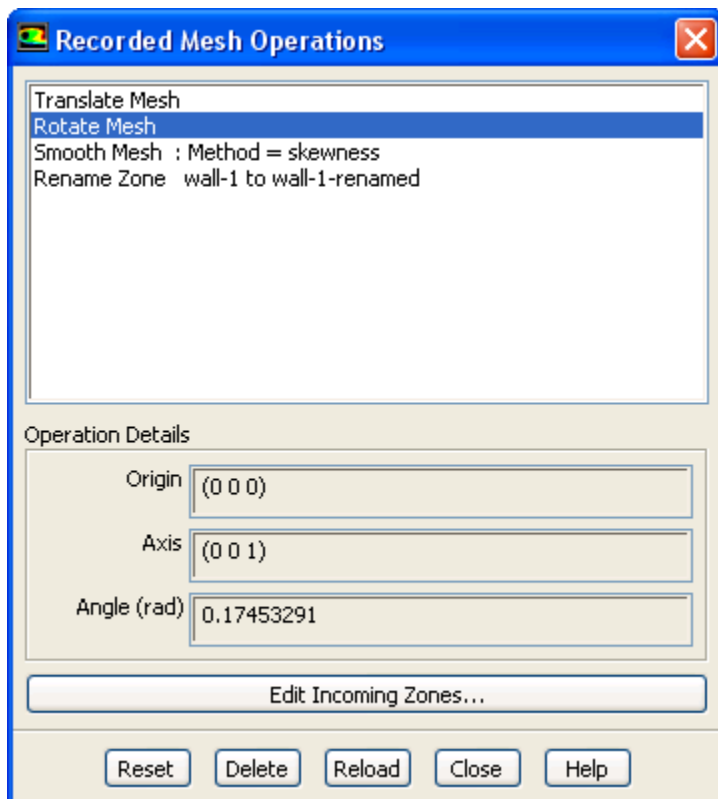 Recorded Mesh Operations
Translate Mesh
Rotate Mesh
Smooth Mesh : Method = skewness
Rename Zone wall-1 to wall-1-renamed
Operation Details
Origin (0 0 0)
Axis (0 0 1)
Angle (rad) 0.17453291
Edit Incoming Zones...
Reset Delete Reload Close Help